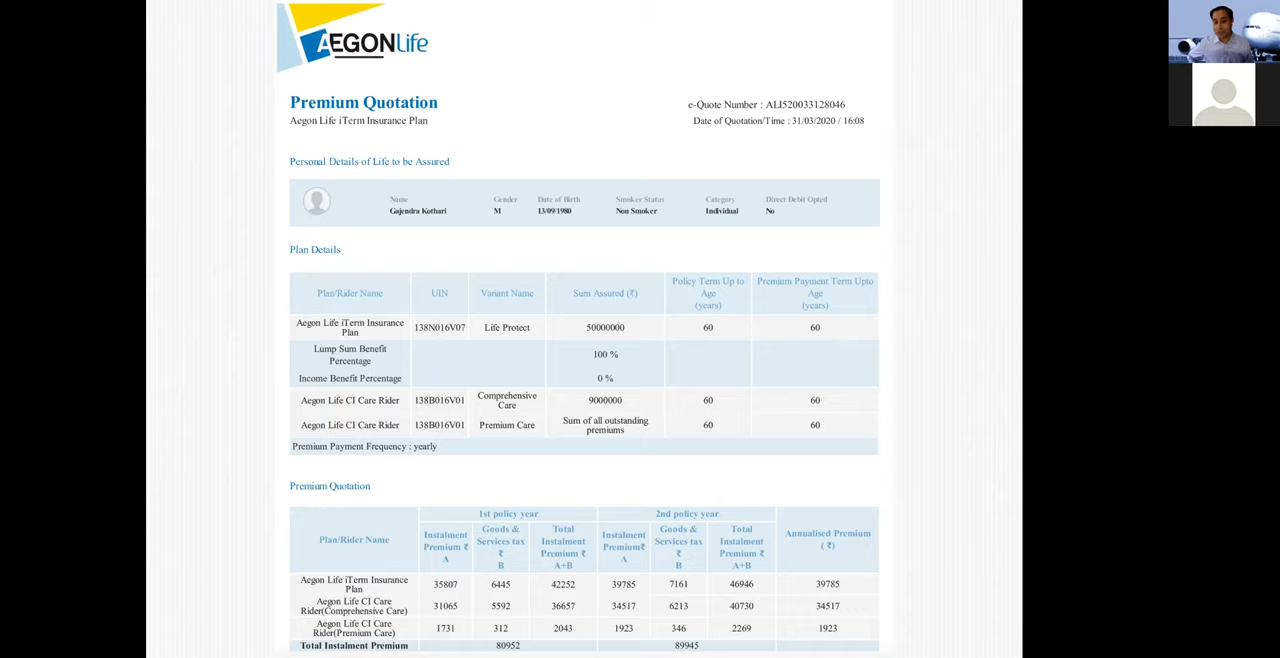 AEGONLife
Premium Quotation
e-Quote Number : ALI520033128046
Aegon Life iTerm Insurance Plan
Date of Quotation/Time : 31/03/2020 / 16:08
Personal Details of Life to be Assured
Name Gender Date of Birth Smoker Status Category Direct Debit Opted
Gajendra Kothari M 13/09/1980 Non Smoker Individual No
Plan Details
Plan/Rider Name UIN Variant Name Sum Assured (₹) Policy Term Up to Age (years) Premium Payment Term Upto Age (years)
Aegon Life iTerm Insurance Plan 138N016V07 Life Protect 50000000 60 60
Lump Sum Benefit Percentage 100 %
Income Benefit Percentage 0 %
Aegon Life CI Care Rider 138B016V01 Comprehensive Care 9000000 60 60
Aegon Life CI Care Rider 138B016V01 Premium Care Sum of all outstanding premiums 60 60
Premium Payment Frequency : yearly
Premium Quotation
Plan/Rider Name 1st policy year 2nd policy year Annualised Premium ( ₹)
Instalment Premium ₹ A Goods & Services tax ₹ B Total Instalment Premium ₹ A+B Instalment Premium₹ A Goods & Services tax ₹ B Total Instalment Premium ₹ A+B
Aegon Life iTerm Insurance Plan 35807 6445 42252 39785 7161 46946 39785
Aegon Life CI Care Rider(Comprehensive Care) 31065 5592 36657 34517 6213 40730 34517
Aegon Life CI Care Rider(Premium Care) 1731 312 2043 1923 346 2269 1923
Total Instalment Premium 80952 89945